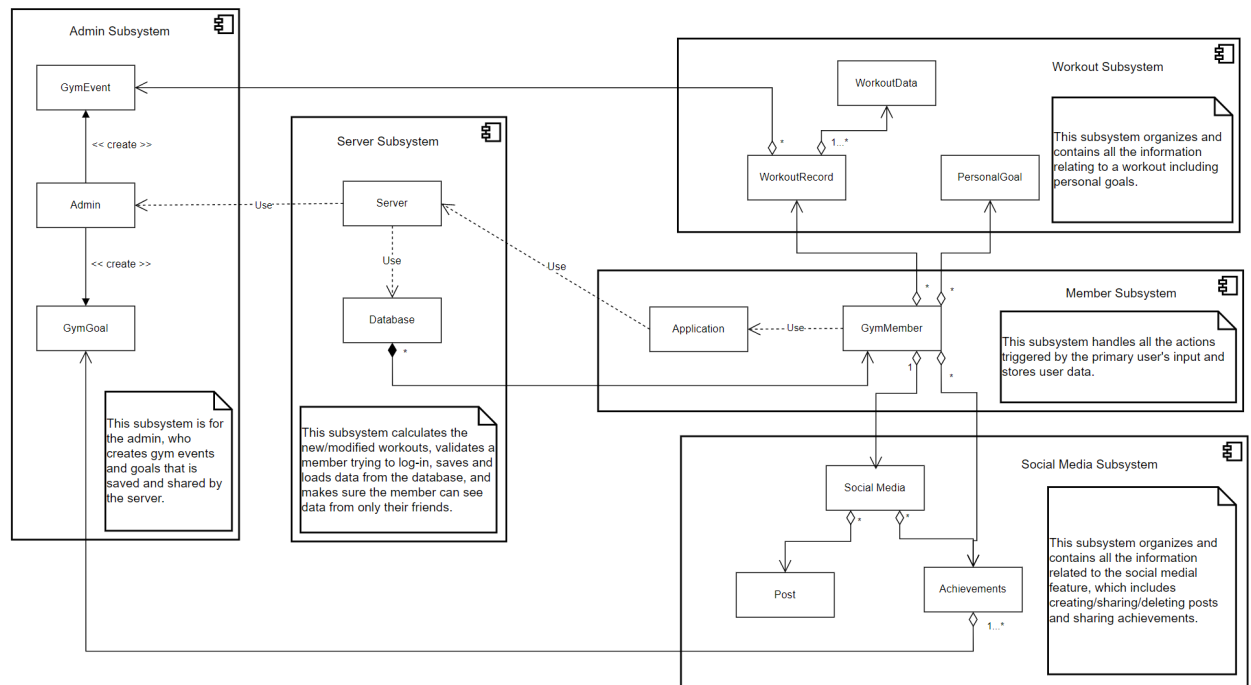 Admin Subsystem
GymEvent
<< create >>
Admin
<< create >>
GymGoal
This subsystem is for
the admin, who
creates gym events
and goals that is
saved and shared by
the server.
Use
Server Subsystem
Server
Use
Database
*
This subsystem calculates the
new/modified workouts, validates a
member trying to log-in, saves and
loads data from the database, and
makes sure the member can see
data from only their friends.
Use
Workout Subsystem
WorkoutData
*
1...*
WorkoutRecord
PersonalGoal
This subsystem organizes and
contains all the information
relating to a workout including
personal goals.
Member Subsystem
*
*
Application
Use
GymMember
1
*
This subsystem handles all the actions
triggered by the primary user's input and
stores user data.
Social Media Subsystem
Social Media
*
*
Post
Achievements
1...*
This subsystem organizes and
contains all the information
related to the social medial
feature, which includes
creating/sharing/deleting posts
and sharing achievements.